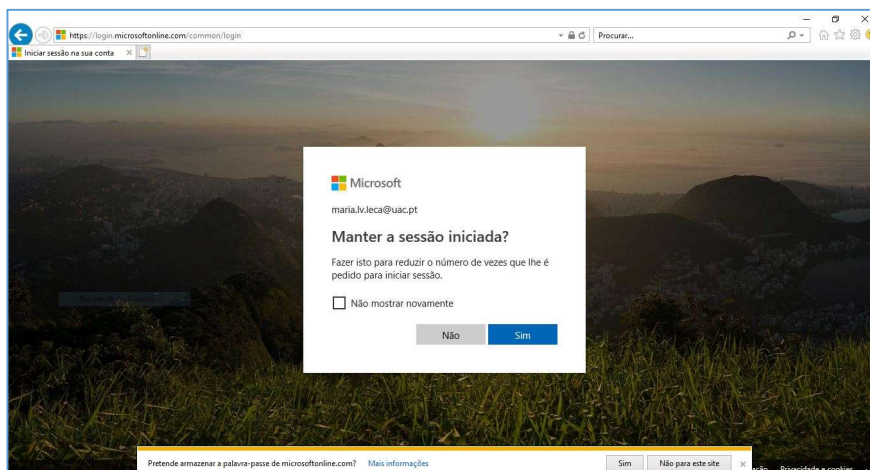 https://login.microsoftonline.com/common/login
Procurar...
Iniciar sessão na sua conta
Microsoft
maria.lv.leca@uac.pt
Manter a sessão iniciada?
Fazer isto para reduzir o número de vezes que lhe é
pedido para iniciar sessão.
Não mostrar novamente
Não Sim
Pretende armazenar a palavra-passe de microsoftonline.com? Mais informações Sim Não para este site
Privacidade e cookies